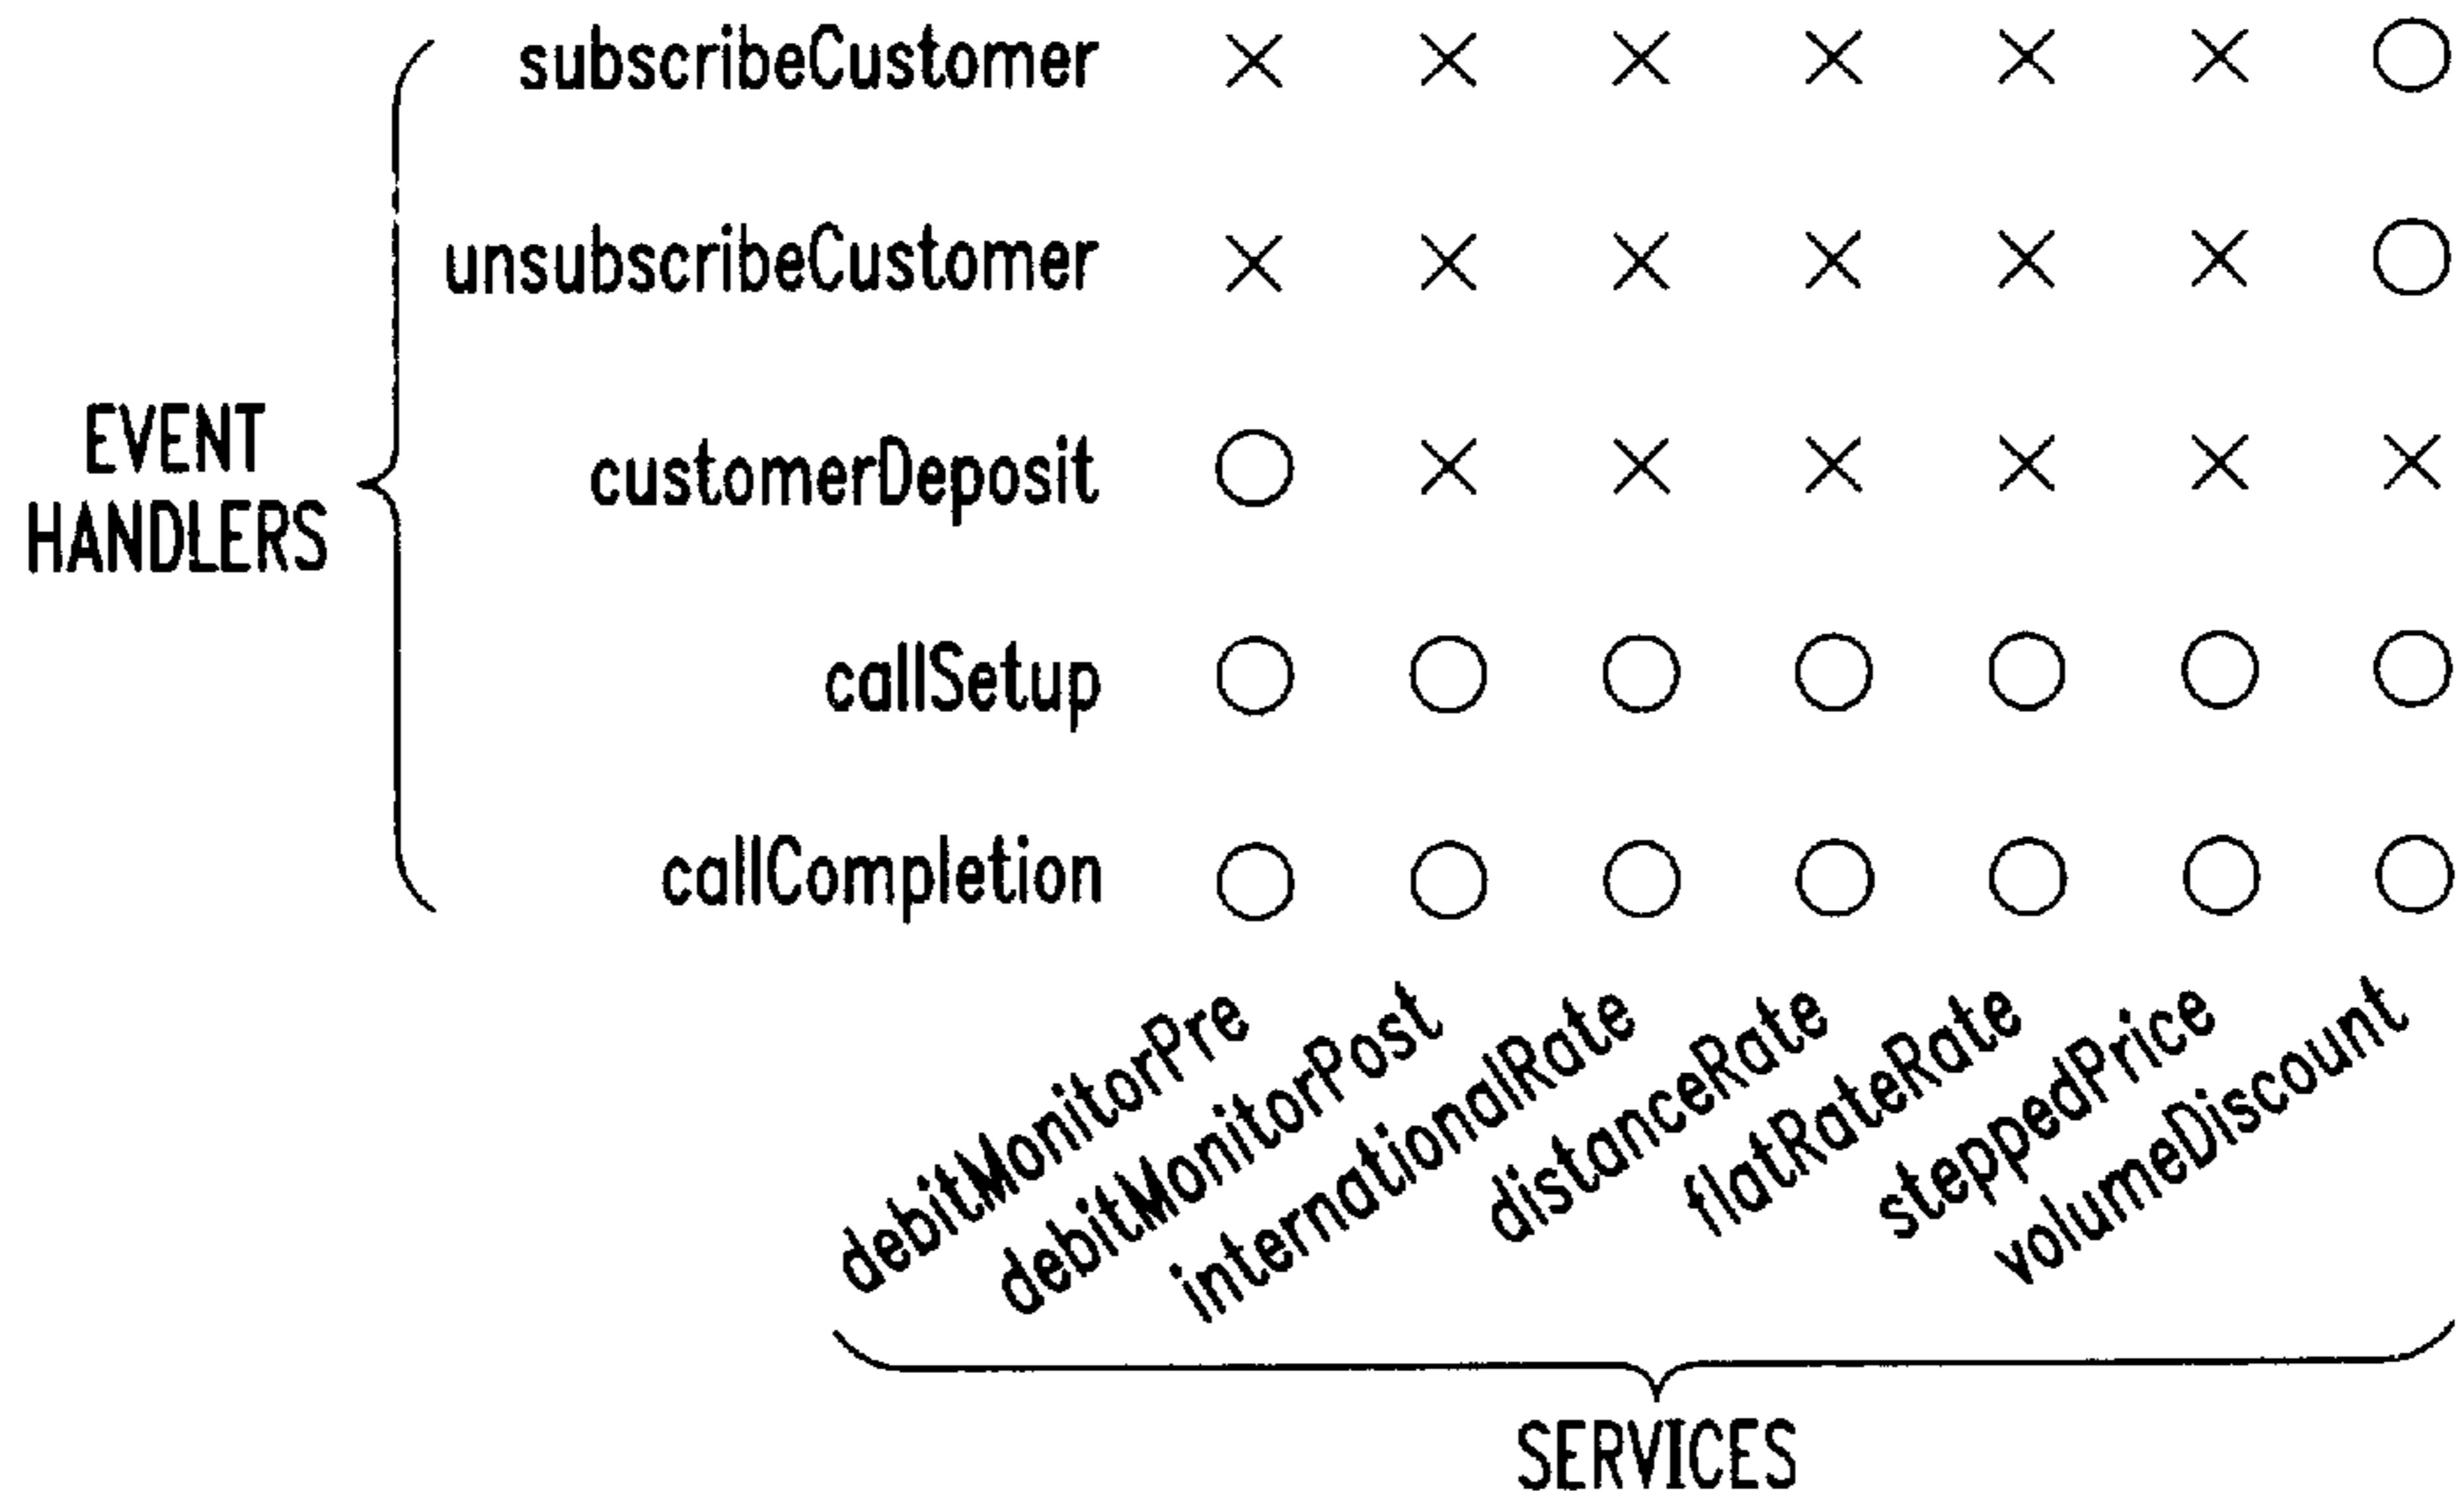 subscribeCustomer × × × × × × ○
unsubscribeCustomer × × × × × × ○
EVENT
HANDLERS
customerDeposit ○ × × × × × ×
callSetup ○ ○ ○ ○ ○ ○ ○
callCompletion ○ ○ ○ ○ ○ ○ ○
debitMonitorPre
debitMonitorPost
internationalRate
distanceRate
flatRateRate
steppedPrice
volumeDiscount
SERVICES